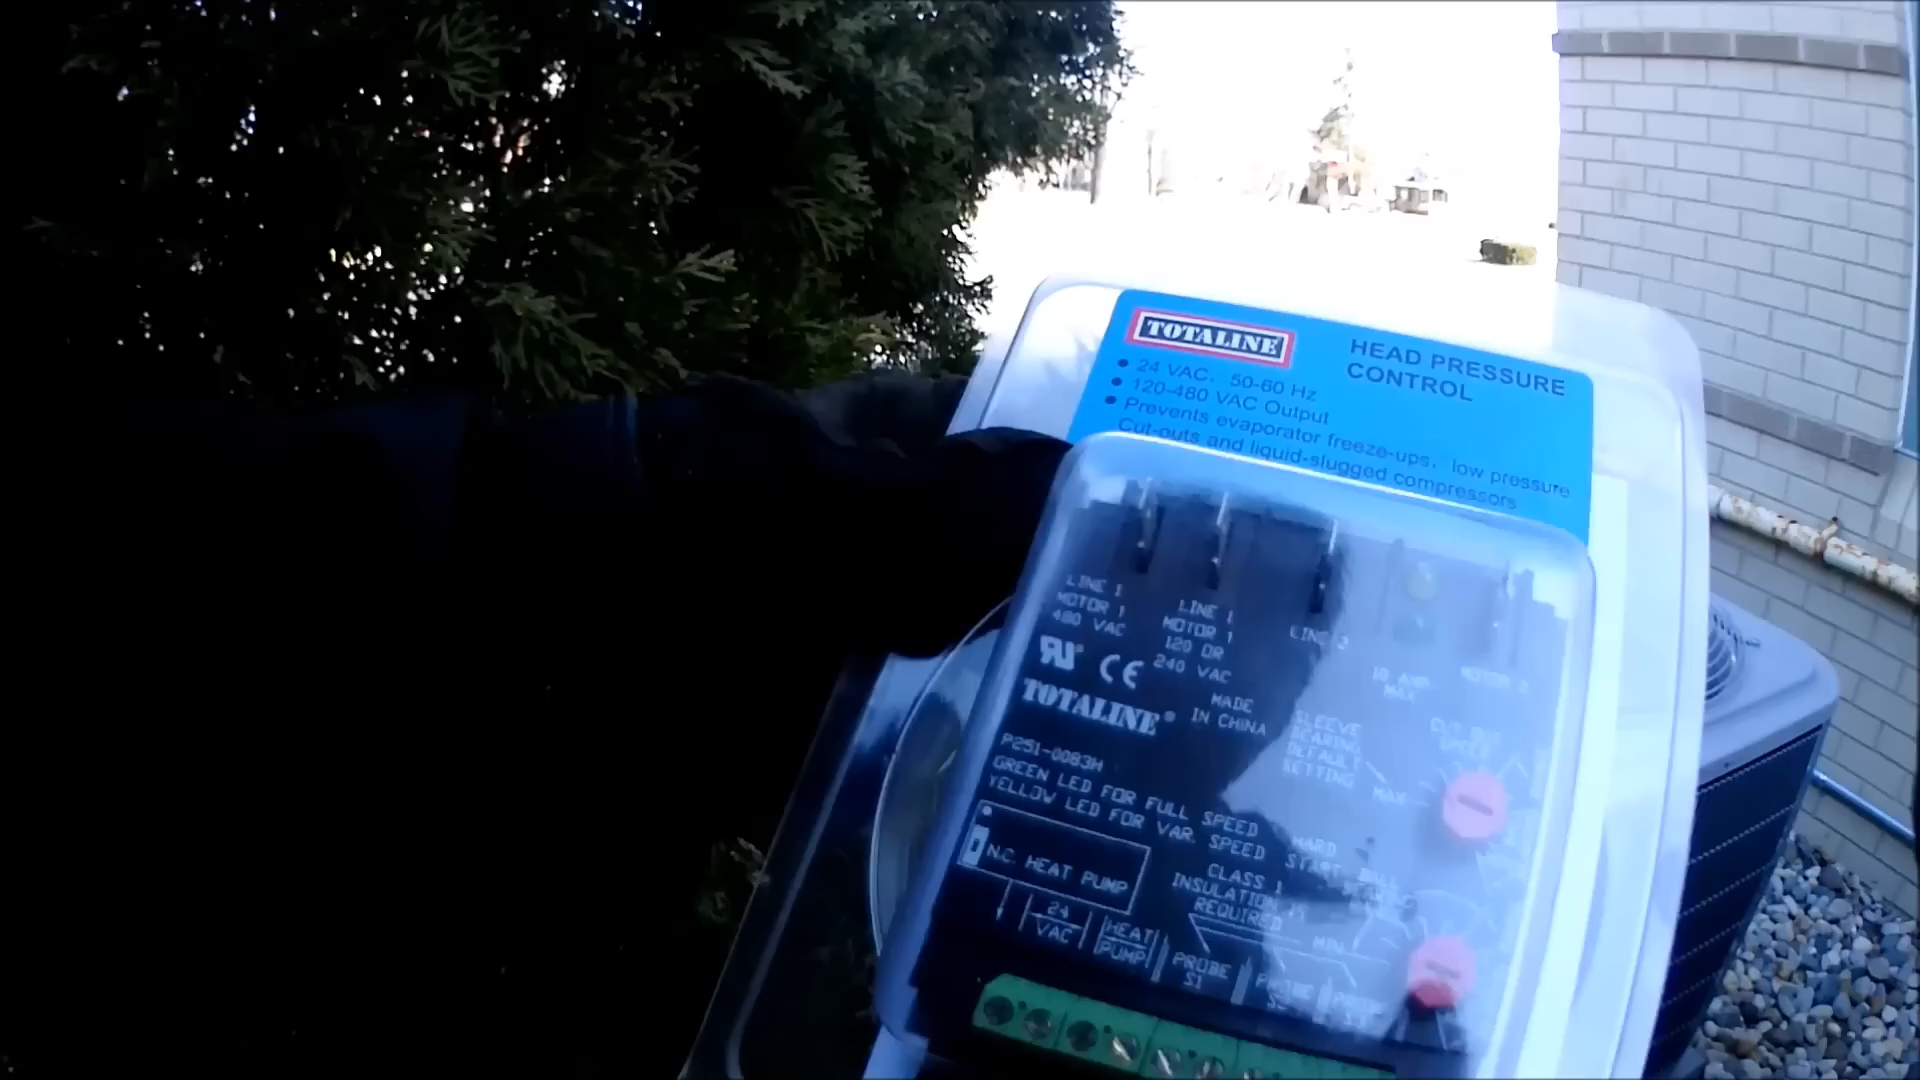 TOTALINE
HEAD PRESSURE
CONTROL
● 24 VAC, 50-60 Hz
● 120-480 VAC Output
● Prevents evaporator freeze-ups, low pressure
Cut-outs and liquid-slugged compressors
LINE 1
MOTOR 1
480 VAC
LINE 1
MOTOR 1
120 OR
240 VAC
LINE 2
10 AMP
MAX
MOTOR 2
CE
TOTALINE®
MADE
IN CHINA
SLEEVE
BEARING
DEFAULT
SETTING
CUT-OUT
SPEED
MAX
P251-0083H
GREEN LED FOR FULL SPEED
YELLOW LED FOR VAR. SPEED
HARD
START
BALL
N.C. HEAT PUMP
CLASS 1
INSULATION
REQUIRED
MIN.
24
VAC
HEAT
PUMP
PROBE
S1
PROBE